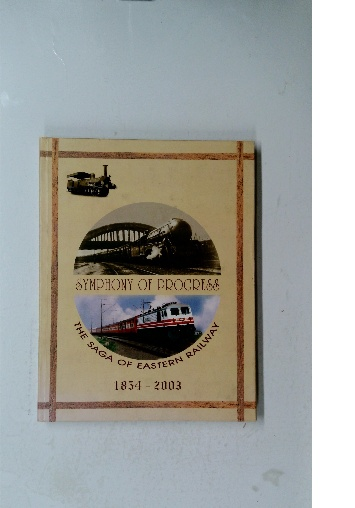 SYMPHONY OF PROGRESS
THE SAGA OF EASTERN RAILWAY
1854 - 2003